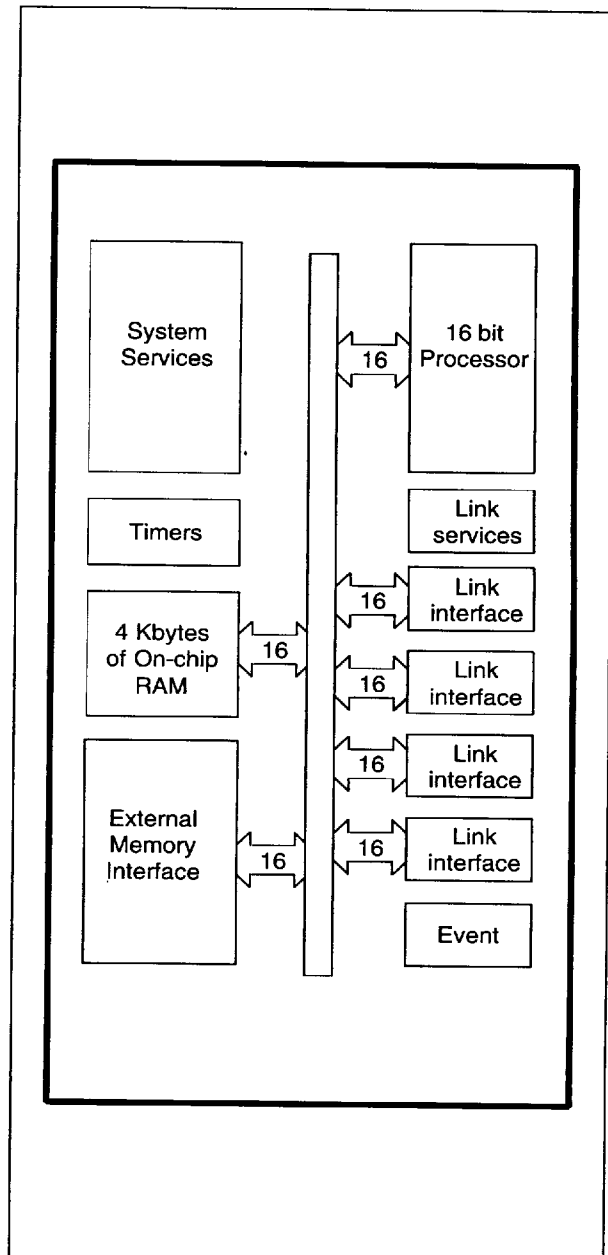 System
Services
16
16 bit
Processor
Timers
Link
services
4 Kbytes
of On-chip
RAM
16
16
Link
interface
16
Link
interface
External
Memory
Interface
16
16
Link
interface
16
Link
interface
Event